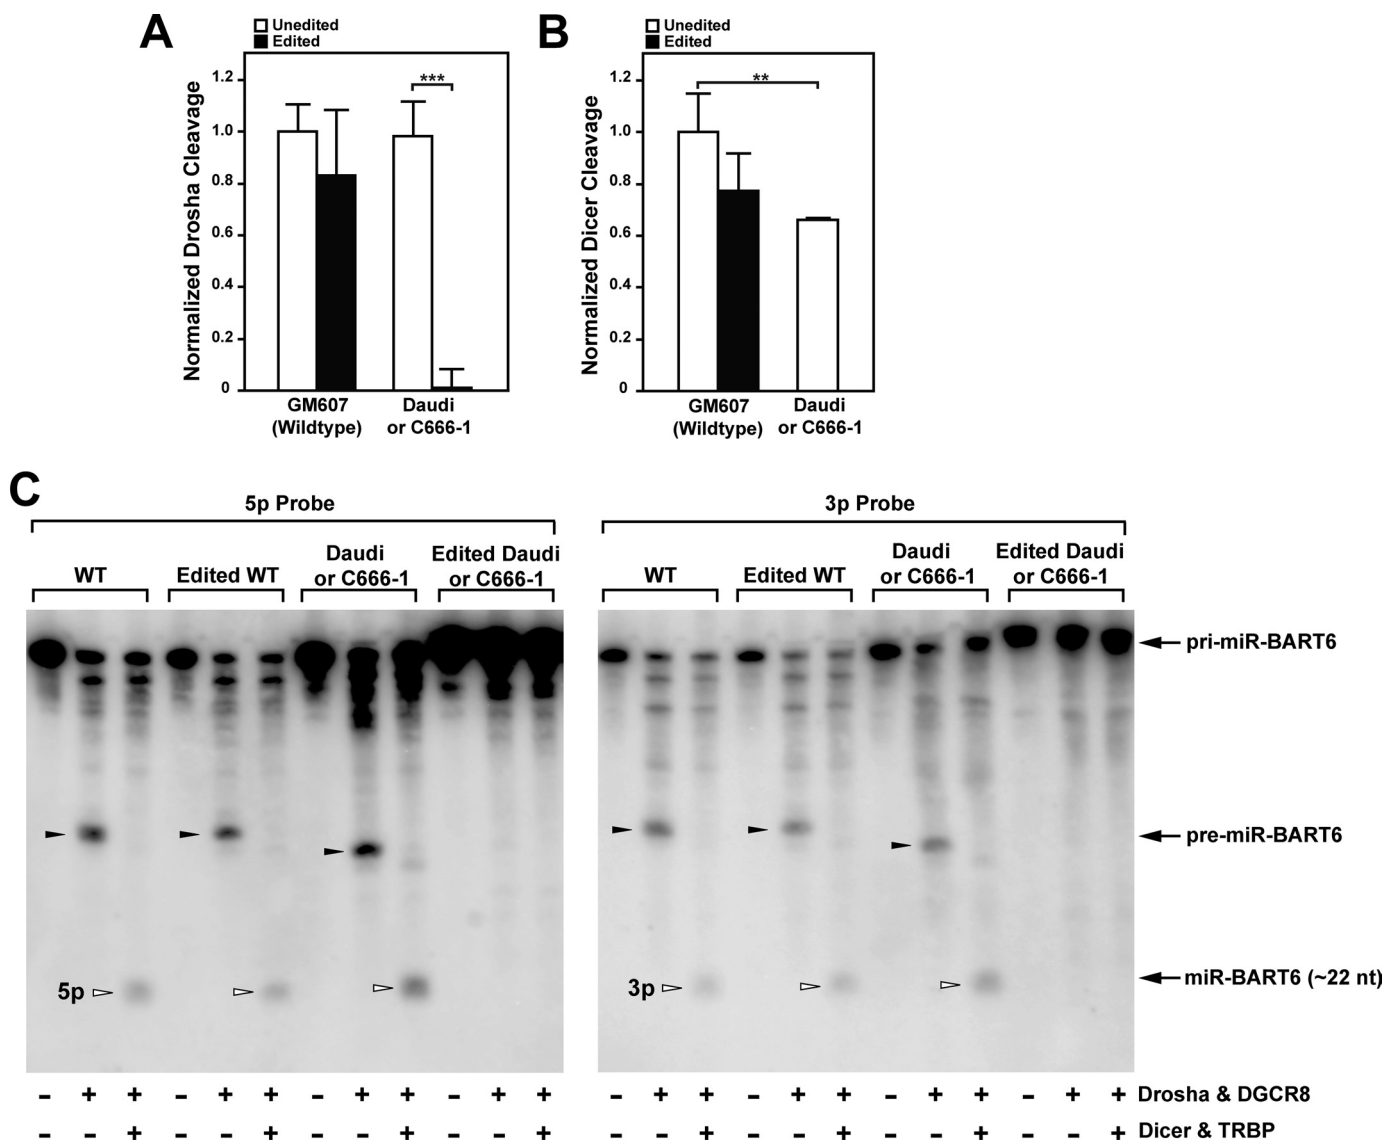 A
Unedited
Edited
Normalized Drosha Cleavage
1.2
1.0
0.8
0.6
0.4
0.2
0
***
GM607
(Wildtype)
Daudi
or C666-1
B
Unedited
Edited
Normalized Dicer Cleavage
1.2
1.0
0.8
0.6
0.4
0.2
0
**
GM607
(Wildtype)
Daudi
or C666-1
C
5p Probe
WT
Edited WT
Daudi
or C666-1
Edited Daudi
or C666-1
5p
3p Probe
WT
Edited WT
Daudi
or C666-1
Edited Daudi
or C666-1
3p
pri-miR-BART6
pre-miR-BART6
miR-BART6 (~22 nt)
– + + – + + – + + – + + – + + – + + – + + – + + Drosha & DGCR8
– – + – – + – – + – – + – – + – – + – – + – – + Dicer & TRBP